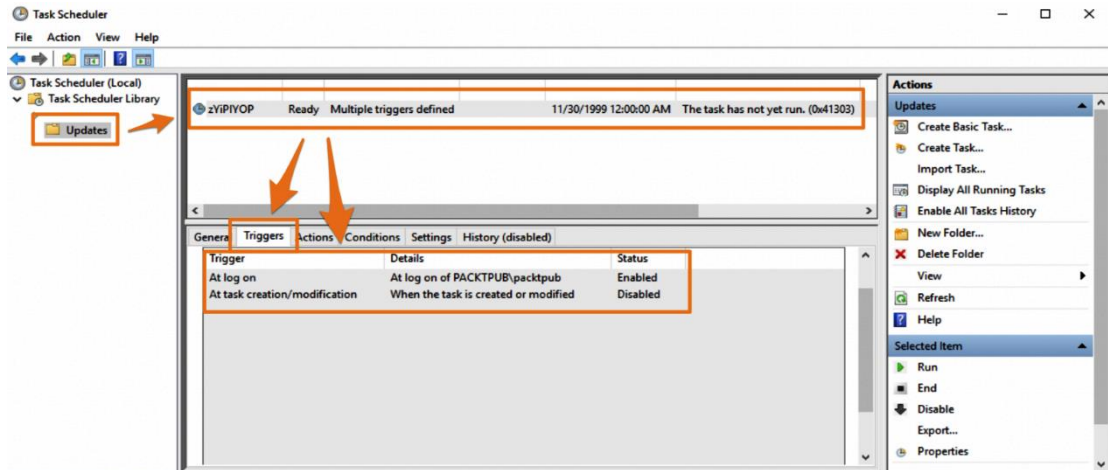 Task Scheduler
File Action View Help
Task Scheduler (Local)
Task Scheduler Library
Updates
zYiPIYOP Ready Multiple triggers defined 11/30/1999 12:00:00 AM The task has not yet run. (0x41303)
Genera Triggers Actions Conditions Settings History (disabled)
Trigger Details Status
At log on At log on of PACKTPUB\packtpub Enabled
At task creation/modification When the task is created or modified Disabled
Actions
Updates
Create Basic Task...
Create Task...
Import Task...
Display All Running Tasks
Enable All Tasks History
New Folder...
Delete Folder
View
Refresh
Help
Selected Item
Run
End
Disable
Export...
Properties